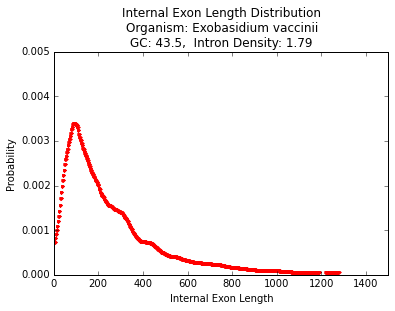 Internal Exon Length Distribution
Organism: Exobasidium vaccinii
GC: 43.5,  Intron Density: 1.79
0.005
0.004
0.003
0.002
0.001
0.000
Probability
0 200 400 600 800 1000 1200 1400
Internal Exon Length